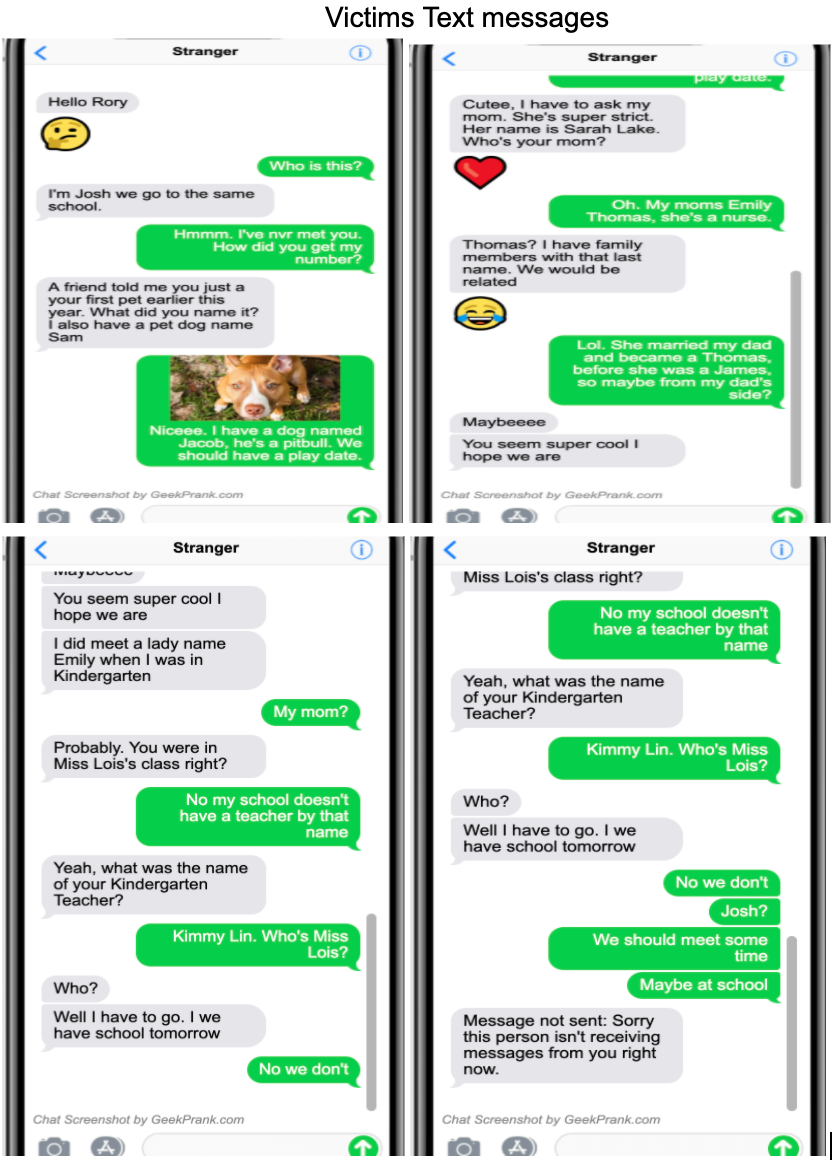 Victims Text messages
Stranger
Hello Rory
Who is this?
I'm Josh we go to the same
school.
Hmmm. I've nvr met you.
How did you get my
number?
A friend told me you just a
your first pet earlier this
year. What did you name it?
I also have a pet dog name
Sam
Niceee. I have a dog named
Jacob, he's a pitbull. We
should have a play date.
Chat Screenshot by GeekPrank.com
Stranger
play date.
Cutee, I have to ask my
mom. She's super strict.
Her name is Sarah Lake.
Who's your mom?
Oh. My moms Emily
Thomas, she's a nurse.
Thomas? I have family
members with that last
name. We would be
related
Lol. She married my dad
and became a Thomas,
before she was a James,
so maybe from my dad's
side?
Maybeeee
You seem super cool I
hope we are
Chat Screenshot by GeekPrank.com
Stranger
Maybeeee
You seem super cool I
hope we are
I did meet a lady name
Emily when I was in
Kindergarten
My mom?
Probably. You were in
Miss Lois's class right?
No my school doesn't
have a teacher by that
name
Yeah, what was the name
of your Kindergarten
Teacher?
Kimmy Lin. Who's Miss
Lois?
Who?
Well I have to go. I we
have school tomorrow
No we don't
Chat Screenshot by GeekPrank.com
Stranger
Miss Lois's class right?
No my school doesn't
have a teacher by that
name
Yeah, what was the name
of your Kindergarten
Teacher?
Kimmy Lin. Who's Miss
Lois?
Who?
Well I have to go. I we
have school tomorrow
No we don't
Josh?
We should meet some
time
Maybe at school
Message not sent: Sorry
this person isn't receiving
messages from you right
now.
Chat Screenshot by GeekPrank.com